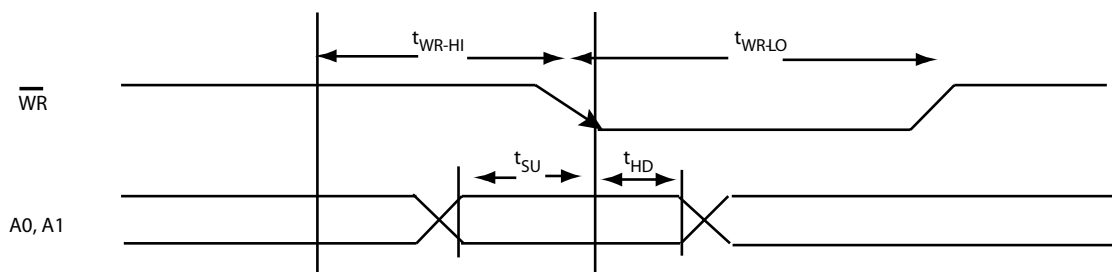 tWR-HI
tWR-LO
WR
tSU
tHD
A0, A1